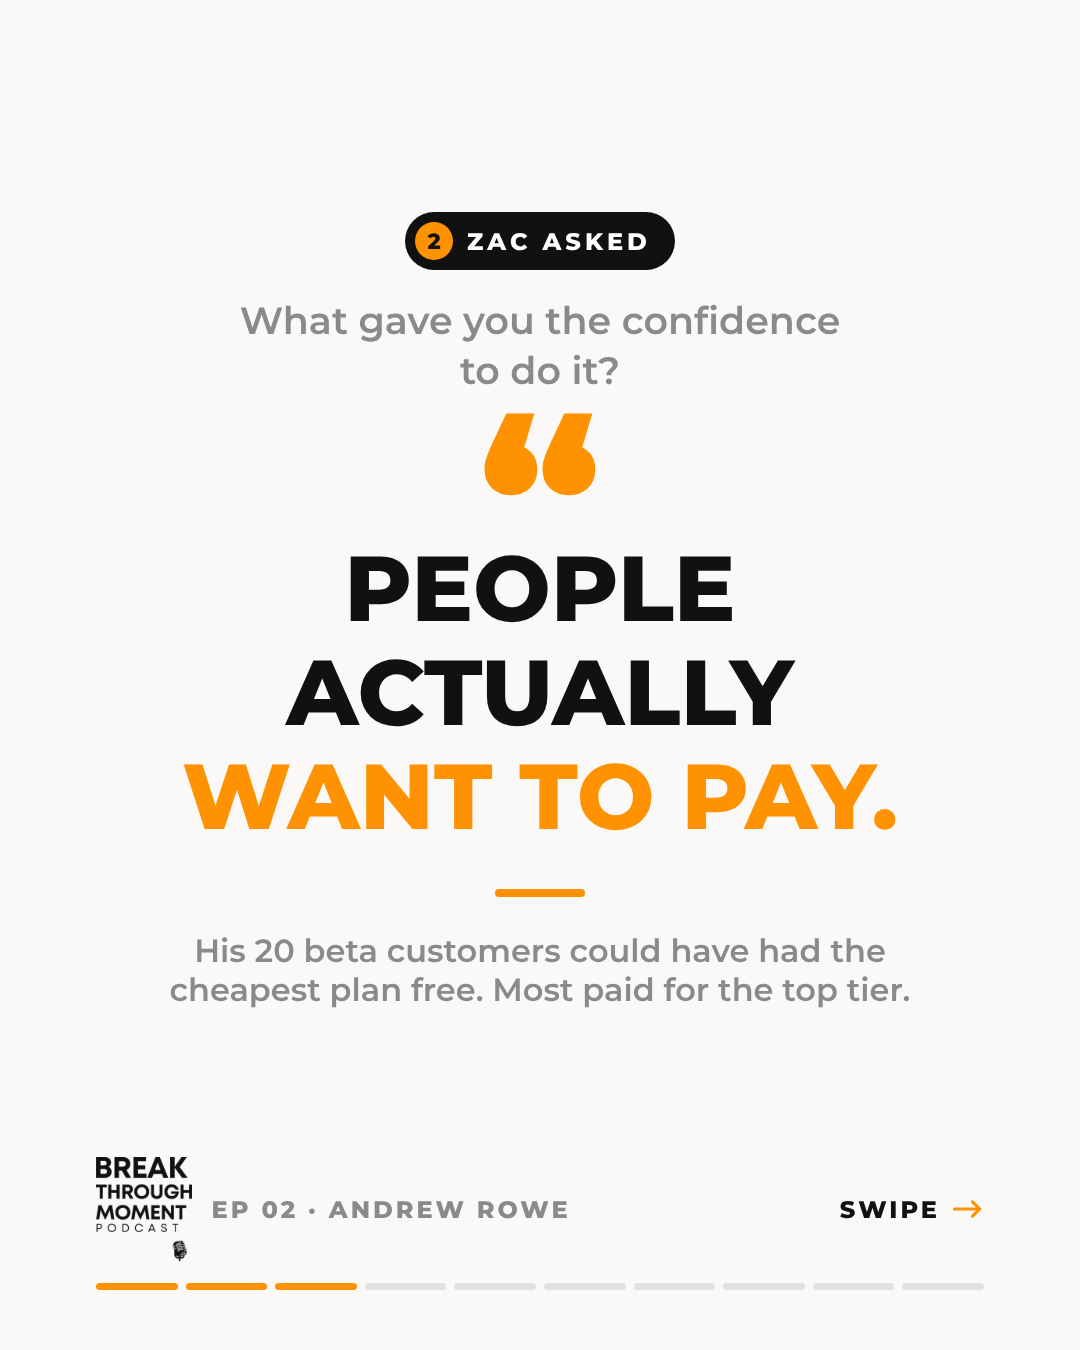 2 ZAC ASKED
What gave you the confidence
to do it?
“
PEOPLE
ACTUALLY
WANT TO PAY.
His 20 beta customers could have had the
cheapest plan free. Most paid for the top tier.
BREAK
THROUGH
MOMENT
PODCAST
EP 02 · ANDREW ROWE
SWIPE →